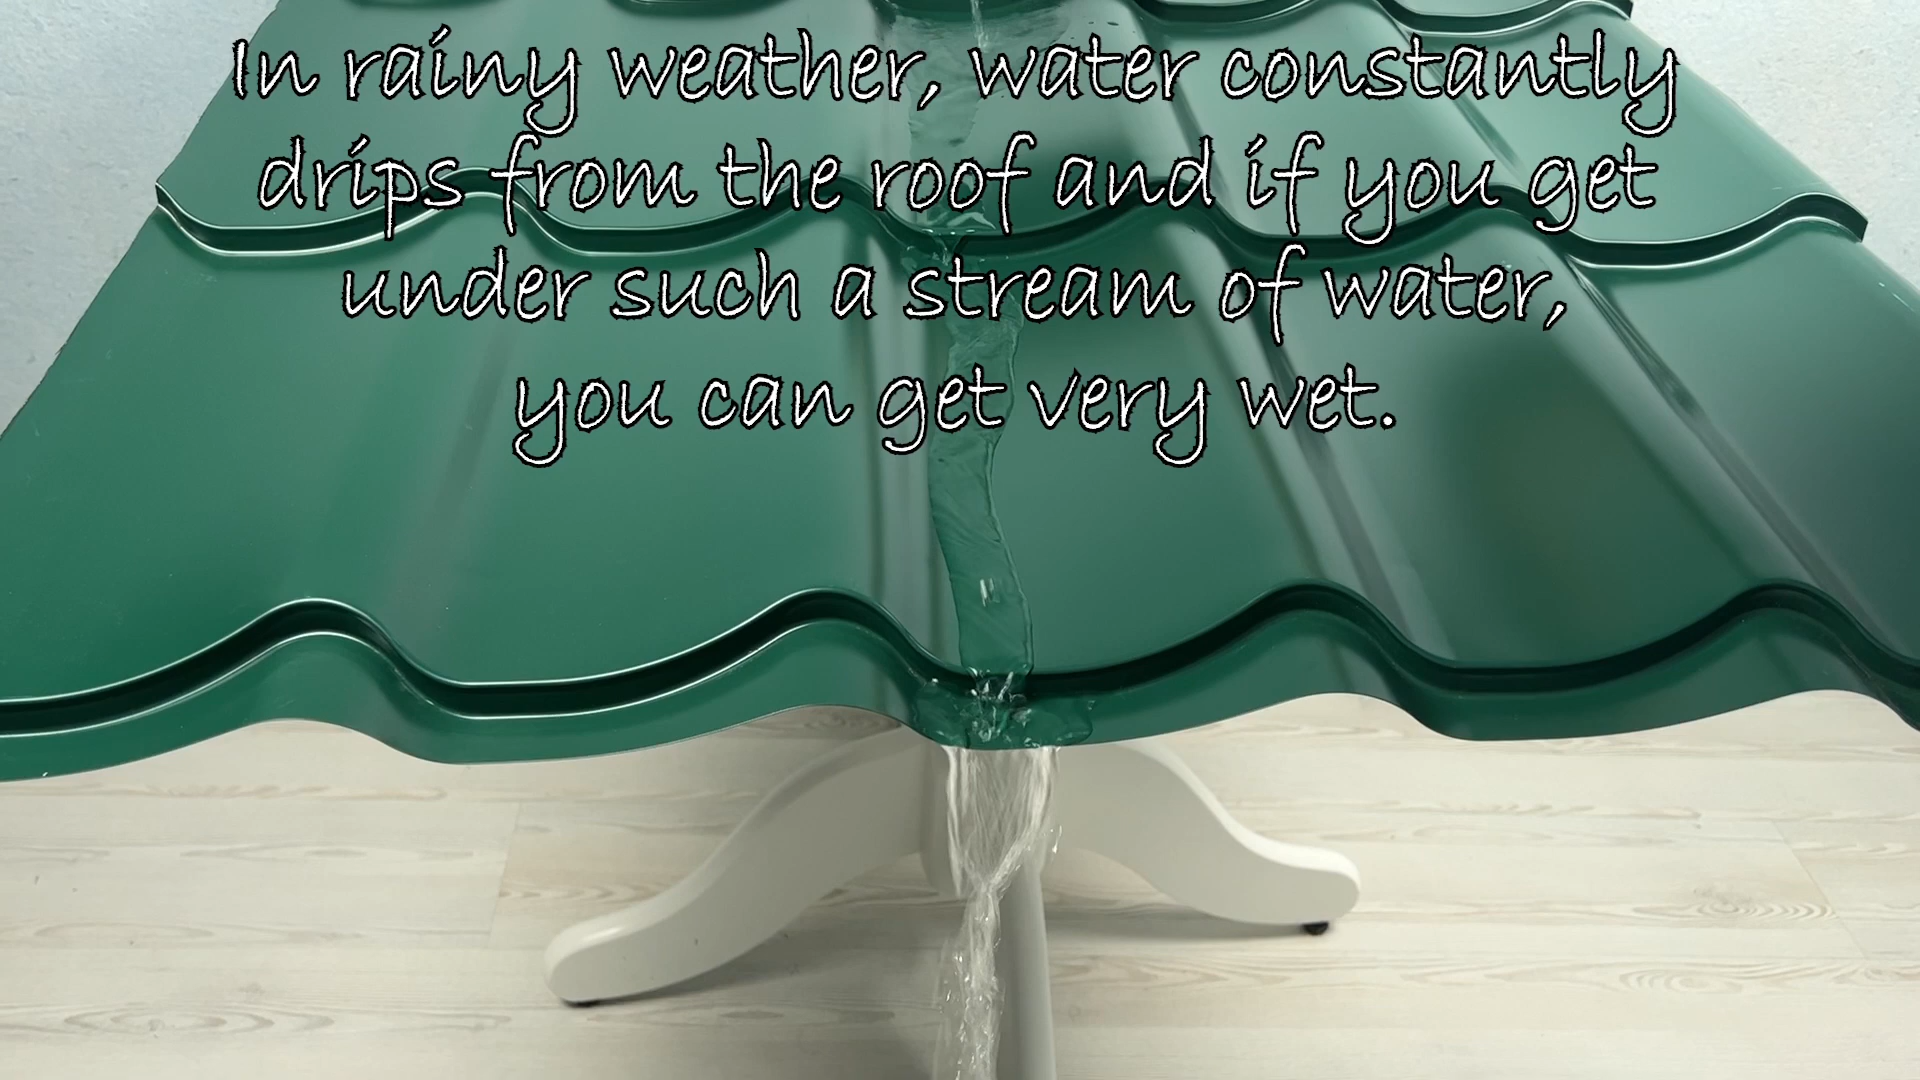 In rainy weather, water constantly
drips from the roof and if you get
under such a stream of water,
you can get very wet.